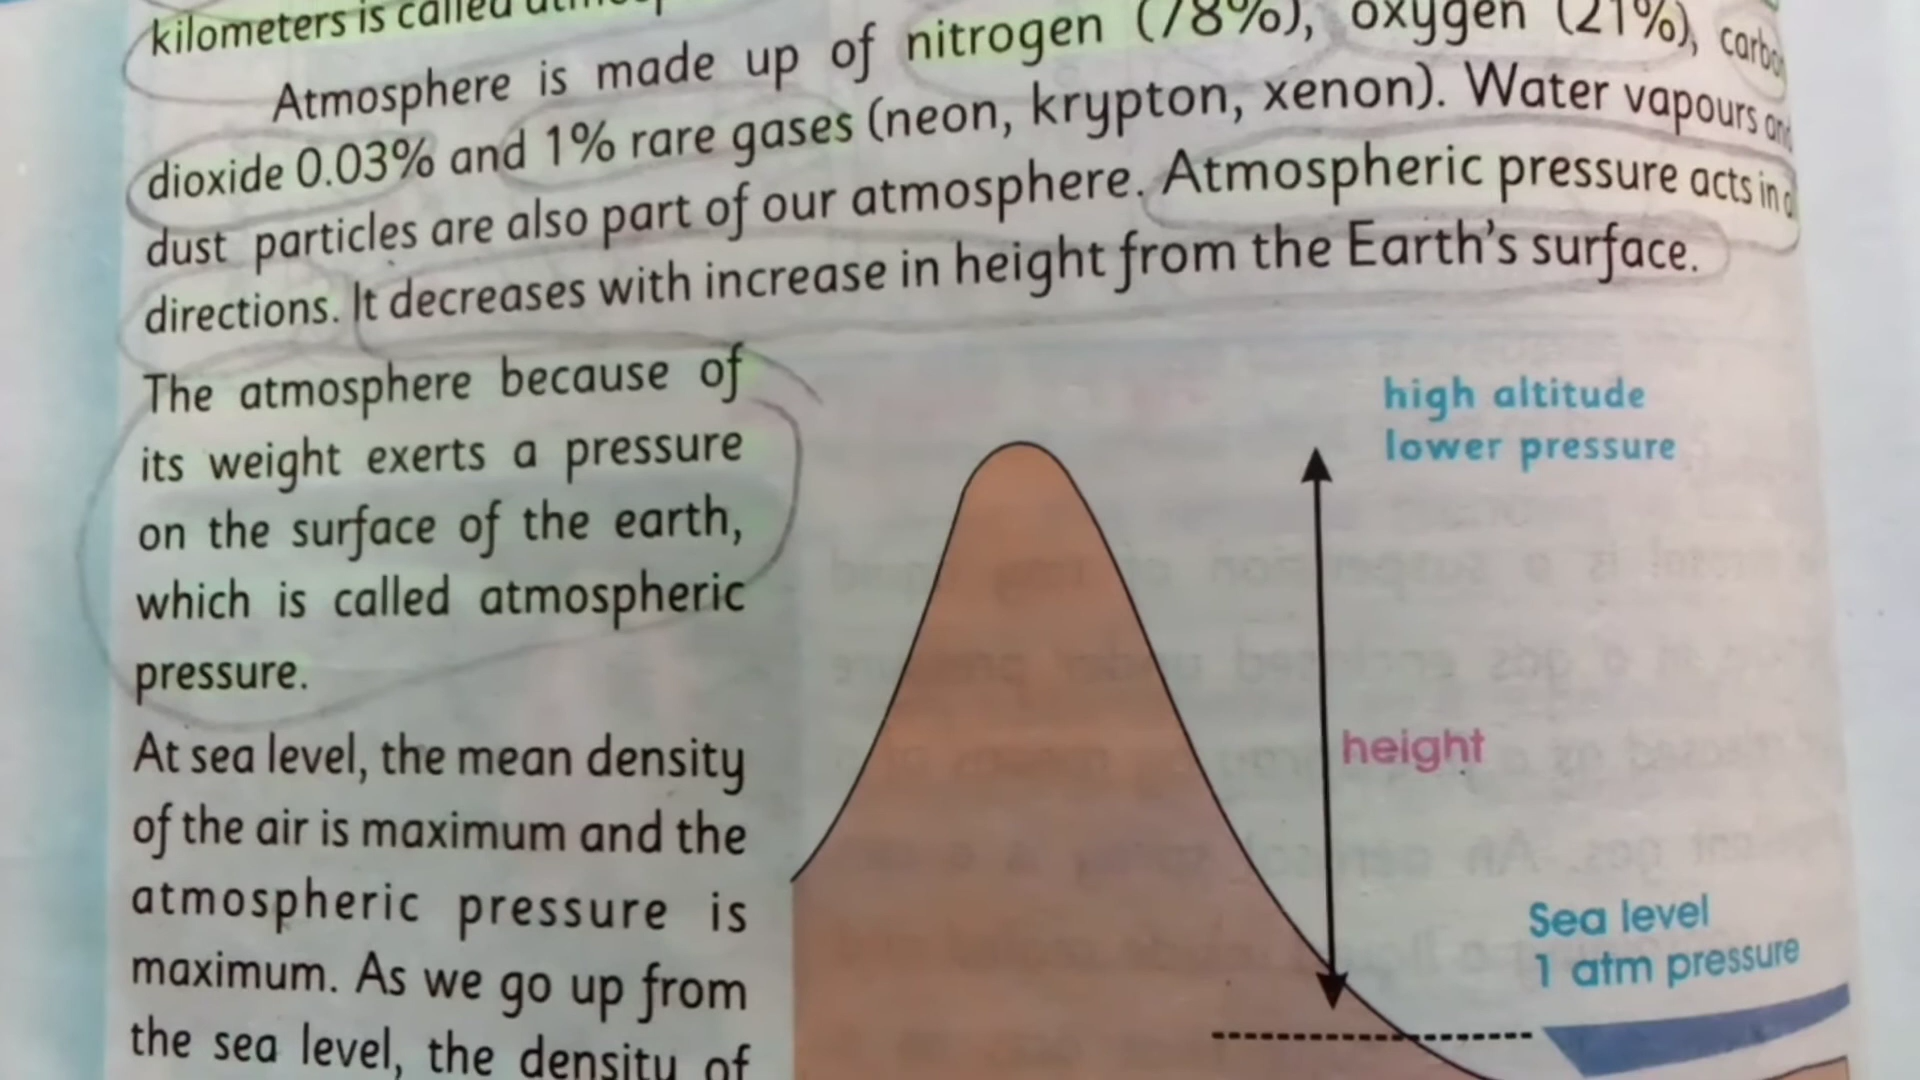 kilometers is called
Atmosphere is made up of nitrogen (78%), oxygen (21%), carbo
dioxide 0.03% and 1% rare gases (neon, krypton, xenon). Water vapours and
dust particles are also part of our atmosphere. Atmospheric pressure acts in
directions. It decreases with increase in height from the Earth's surface.
The atmosphere because of
its weight exerts a pressure
on the surface of the earth,
which is called atmospheric
pressure.
At sea level, the mean density
of the air is maximum and the
atmospheric pressure is
maximum. As we go up from
the sea level, the density of
high altitude
lower pressure
height
Sea level
1 atm pressure